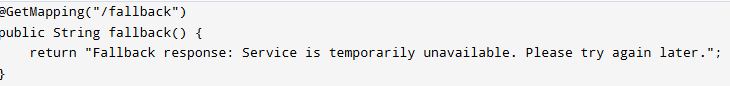 @GetMapping("/fallback")
public String fallback() {
    return "Fallback response: Service is temporarily unavailable. Please try again later.";
}